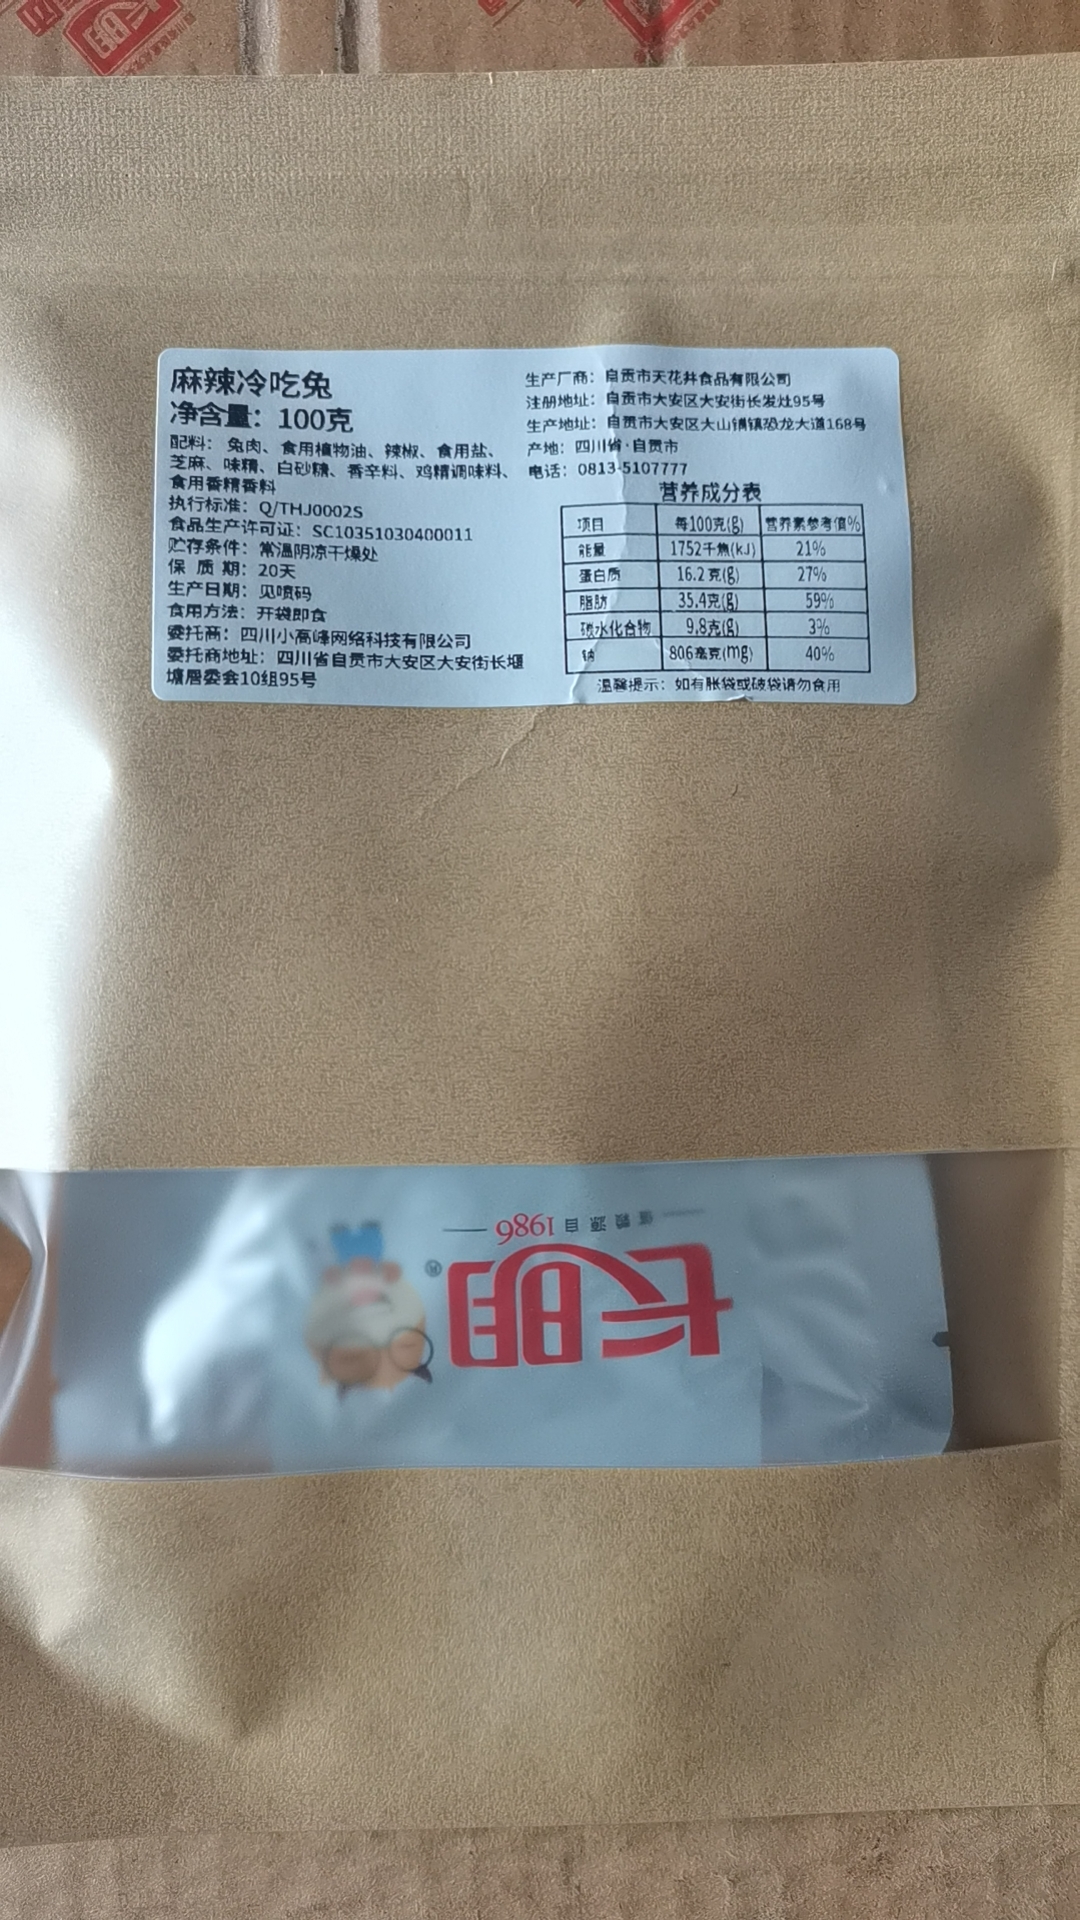 麻辣冷吃兔
净含量：100克
配料：兔肉、食用植物油、辣椒、食用盐、
芝麻、味精、白砂糖、香辛料、鸡精调味料、
食用香精香料
执行标准：Q/THJ0002S
食品生产许可证：SC10351030400011
贮存条件：常温阴凉干燥处
保 质 期：20天
生产日期：见喷码
食用方法：开袋即食
委托商：四川小高峰网络科技有限公司
委托商地址：四川省自贡市大安区大安街长堰
塘居委会10组95号
生产厂商：自贡市天花井食品有限公司
注册地址：自贡市大安区大安街长发灶95号
生产地址：自贡市大安区大山铺镇恐龙大道168号
产地：四川省·自贡市
电话：0813-5107777
营养成分表
项目 每100克(g) 营养素参考值%
能量 1752千焦(kJ) 21%
蛋白质 16.2克(g) 27%
脂肪 35.4克(g) 59%
碳水化合物 9.8克(g) 3%
钠 806毫克(mg) 40%
温馨提示：如有胀袋或破袋请勿食用
源自1986
长明®